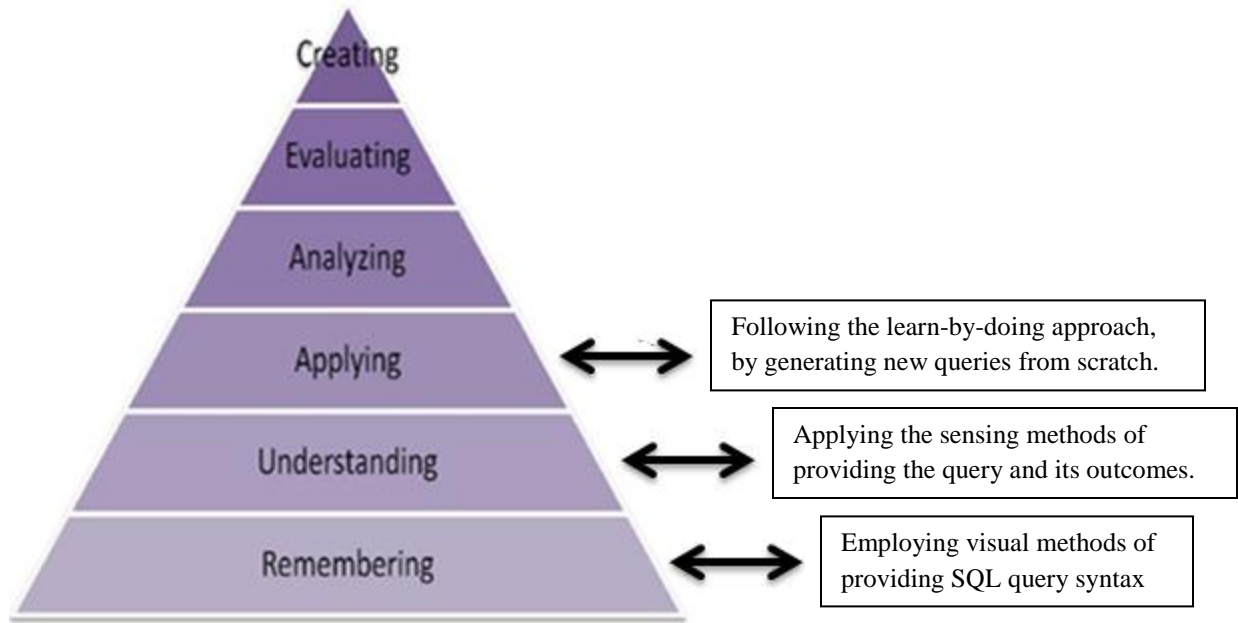 Creating
Evaluating
Analyzing
Applying
Following the learn-by-doing approach,
by generating new queries from scratch.
Understanding
Applying the sensing methods of
providing the query and its outcomes.
Remembering
Employing visual methods of
providing SQL query syntax